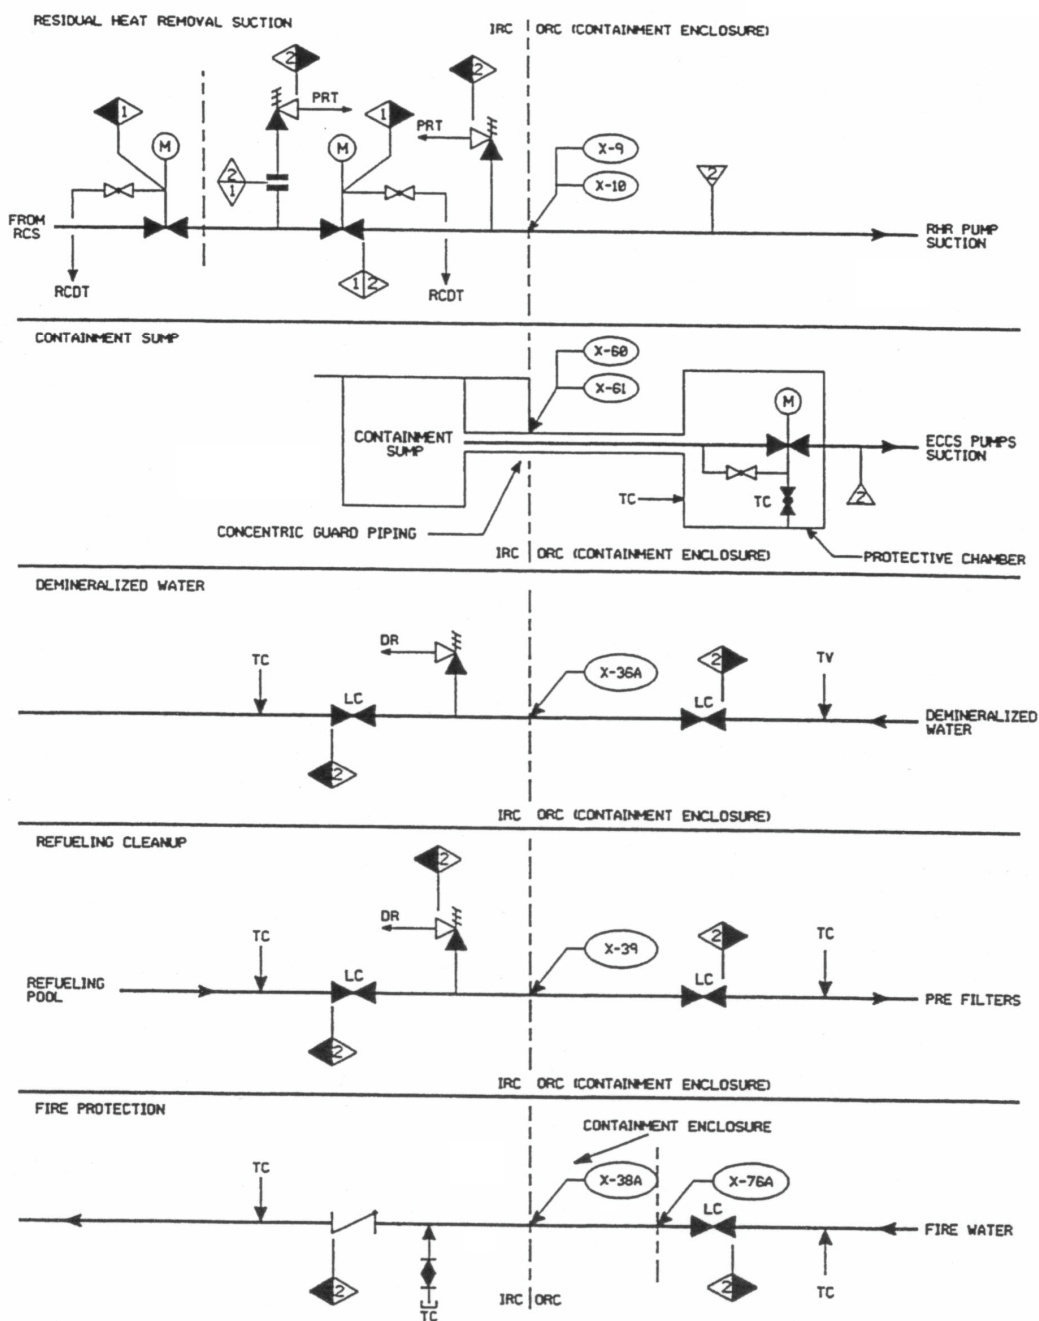 RESIDUAL HEAT REMOVAL SUCTION
IRC
ORC (CONTAINMENT ENCLOSURE)
2
2
1
PRT
1
PRT
M
M
X-9
2
1
X-10
2
FROM
RCS
RHR PUMP
SUCTION
RCDT
1 2
RCDT
CONTAINMENT SUMP
X-60
X-61
M
CONTAINMENT
SUMP
ECCS PUMPS
SUCTION
TC
TC
2
CONCENTRIC GUARD PIPING
IRC
ORC (CONTAINMENT ENCLOSURE)
PROTECTIVE CHAMBER
DEMINERALIZED WATER
DR
TC
X-36A
2
TV
LC
LC
DEMINERALIZED
WATER
2
IRC
ORC (CONTAINMENT ENCLOSURE)
REFUELING CLEANUP
2
DR
TC
X-39
2
TC
LC
LC
REFUELING
POOL
PRE FILTERS
2
IRC
ORC (CONTAINMENT ENCLOSURE)
FIRE PROTECTION
CONTAINMENT ENCLOSURE
TC
X-38A
X-76A
LC
FIRE WATER
2
2
TC
IRC
ORC
TC